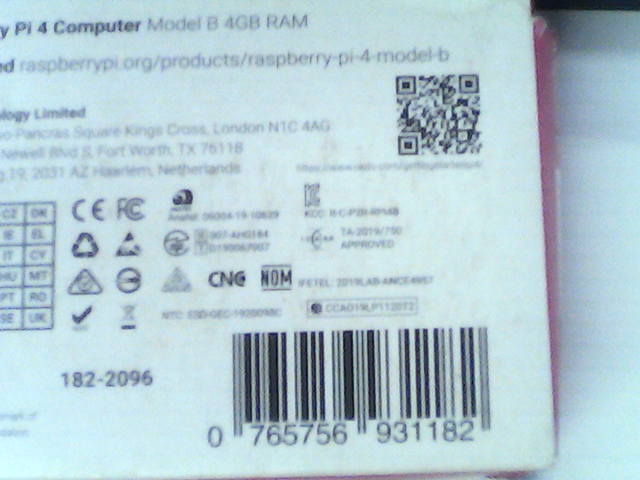 y Pi 4 Computer Model B 4GB RAM
ed raspberrypi.org/products/raspberry-pi-4-model-b
ology Limited
Pancras Square Kings Cross, London N1C 4AG
Newell Blvd S, Fort Worth, TX 76118
19, 2031 AZ Haarlem, Netherlands
CZ DK CE FC
IE EL TA-2019/750
IT CY APPROVED
HU MT CNC NOM IFETEL: 2019LAB-ANCE4957
PT RO
SE UK CCAO19LP1120T2
182-2096
0 765756 931182